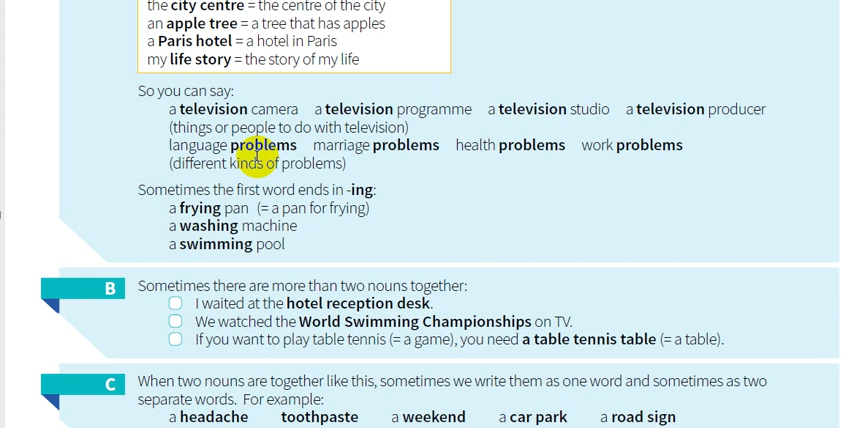 the city centre = the centre of the city
an apple tree = a tree that has apples
a Paris hotel = a hotel in Paris
my life story = the story of my life
So you can say:
a television camera a television programme a television studio a television producer
(things or people to do with television)
language problems marriage problems health problems work problems
(different kinds of problems)
Sometimes the first word ends in -ing:
a frying pan (= a pan for frying)
a washing machine
a swimming pool
B
Sometimes there are more than two nouns together:
I waited at the hotel reception desk.
We watched the World Swimming Championships on TV.
If you want to play table tennis (= a game), you need a table tennis table (= a table).
C
When two nouns are together like this, sometimes we write them as one word and sometimes as two
separate words. For example:
a headache toothpaste a weekend a car park a road sign